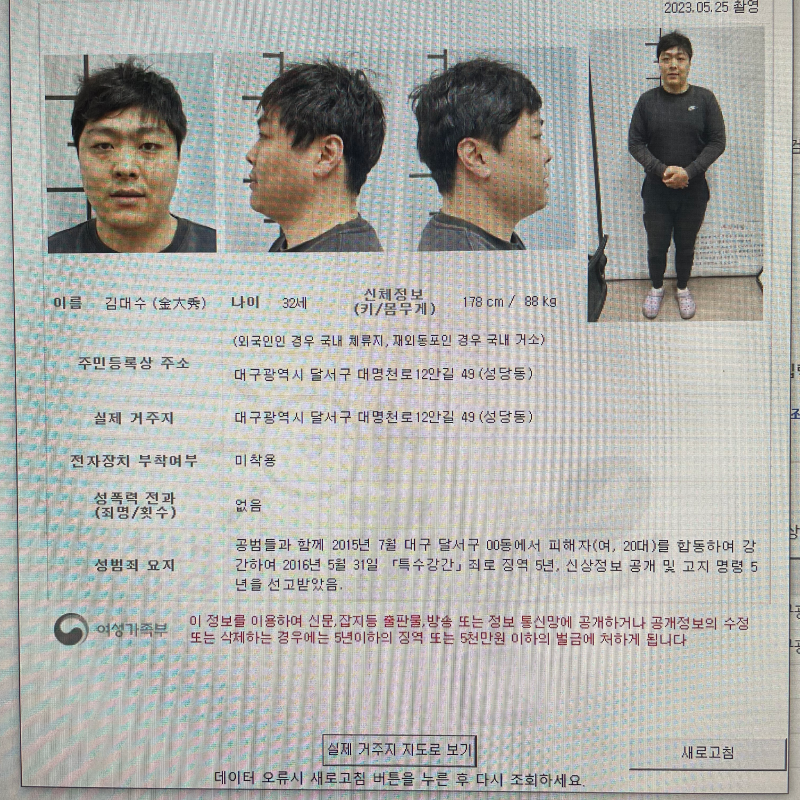 2023.05.25 촬영
이름 김대수 (金大秀) 나이 32세 신체정보 (키/몸무게) 178 cm / 88 kg
(외국인인 경우 국내 체류지, 재외동포인 경우 국내 거소)
주민등록상 주소
대구광역시 달서구 대명천로12안길 49 (성당동)
실제 거주지 대구광역시 달서구 대명천로12안길 49 (성당동)
전자장치 부착여부 미착용
성폭력 전과
(죄명/횟수) 없음
공범들과 함께 2015년 7월 대구 달서구 00동에서 피해자(여, 20대)를 합동하여 강
성범죄 요지 간하여 2016년 5월 31일 「특수강간」죄로 징역 5년, 신상정보 공개 및 고지 명령 5
년을 선고받았음.
여성가족부
이 정보를 이용하여 신문,잡지등 출판물,방송 또는 정보 통신망에 공개하거나 공개정보의 수정
또는 삭제하는 경우에는 5년이하의 징역 또는 5천만원 이하의 벌금에 처하게 됩니다
실제 거주지 지도로 보기
새로고침
데이터 오류시 새로고침 버튼을 누른 후 다시 조회하세요.